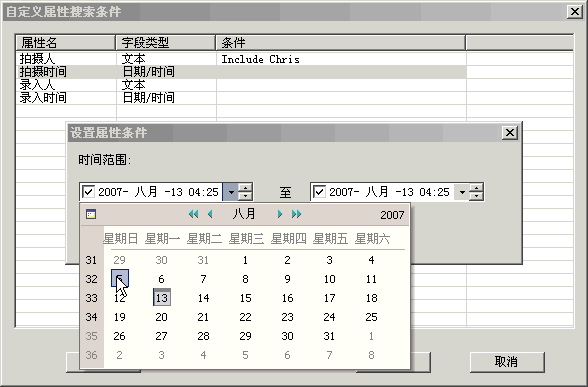 自定义属性搜索条件
属性名 字段类型 条件
拍摄人 文本 Include Chris
拍摄时间 日期/时间
录入人 文本
录入时间 日期/时间
设置属性条件
时间范围:
2007- 八月 -13 04:25 至 2007- 八月 -13 04:25
八月 2007
星期日 星期一 星期二 星期三 星期四 星期五 星期六
31 29 30 31 1 2 3 4
32 5 6 7 8 9 10 11
33 12 13 14 15 16 17 18
34 19 20 21 22 23 24 25
35 26 27 28 29 30 31 1
36 2 3 4 5 6 7 8
取消